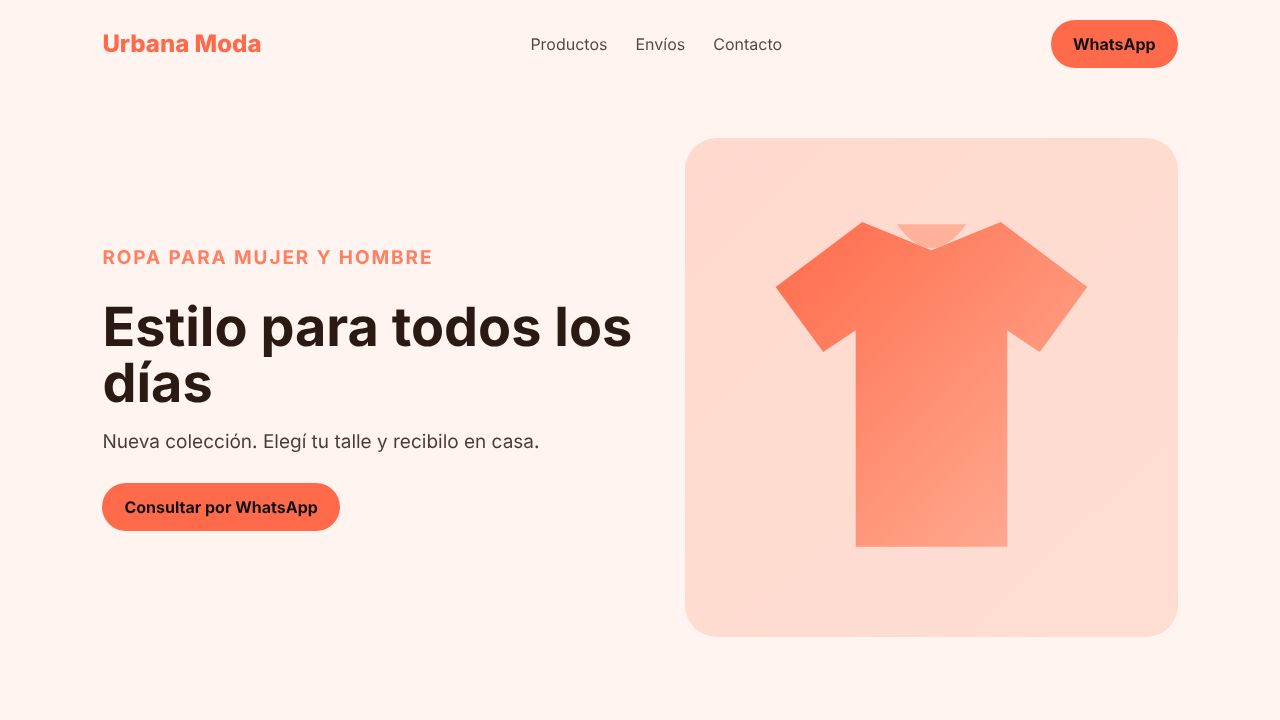 Urbana Moda
Productos
Envíos
Contacto
WhatsApp
ROPA PARA MUJER Y HOMBRE
Estilo para todos los
días
Nueva colección. Elegí tu talle y recibilo en casa.
Consultar por WhatsApp